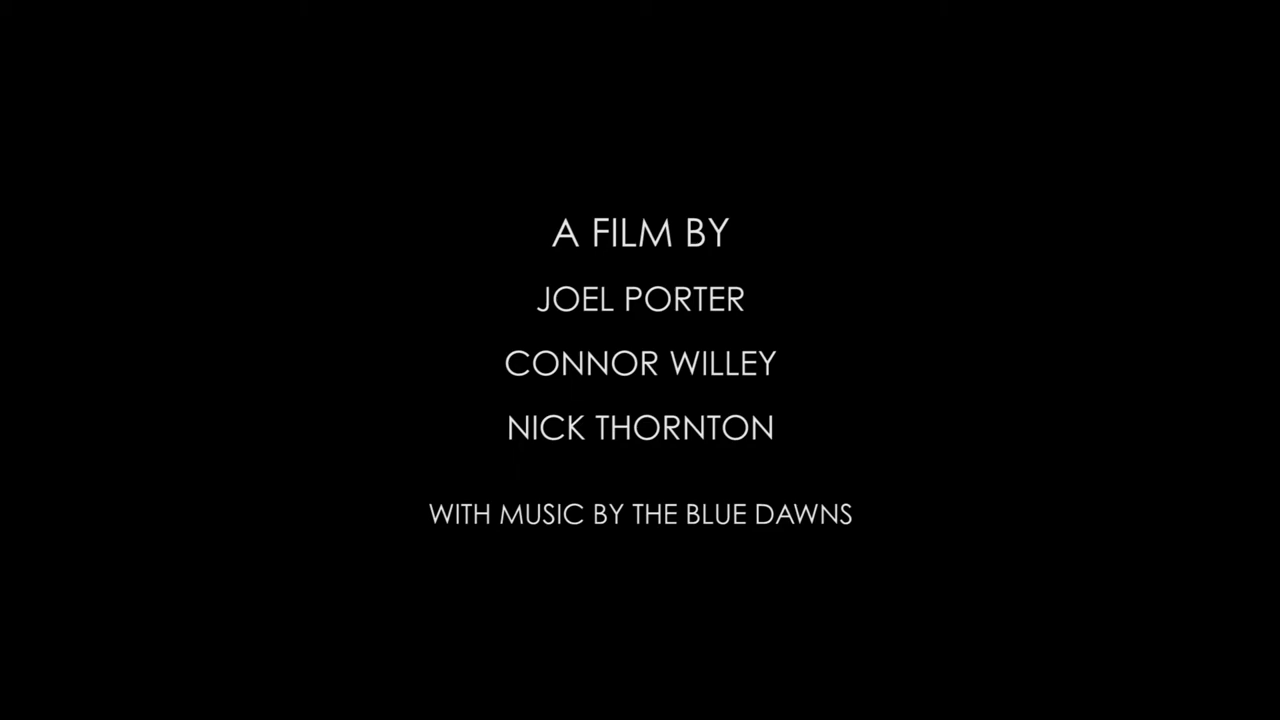 A FILM BY
JOEL PORTER
CONNOR WILLEY
NICK THORNTON
WITH MUSIC BY THE BLUE DAWNS